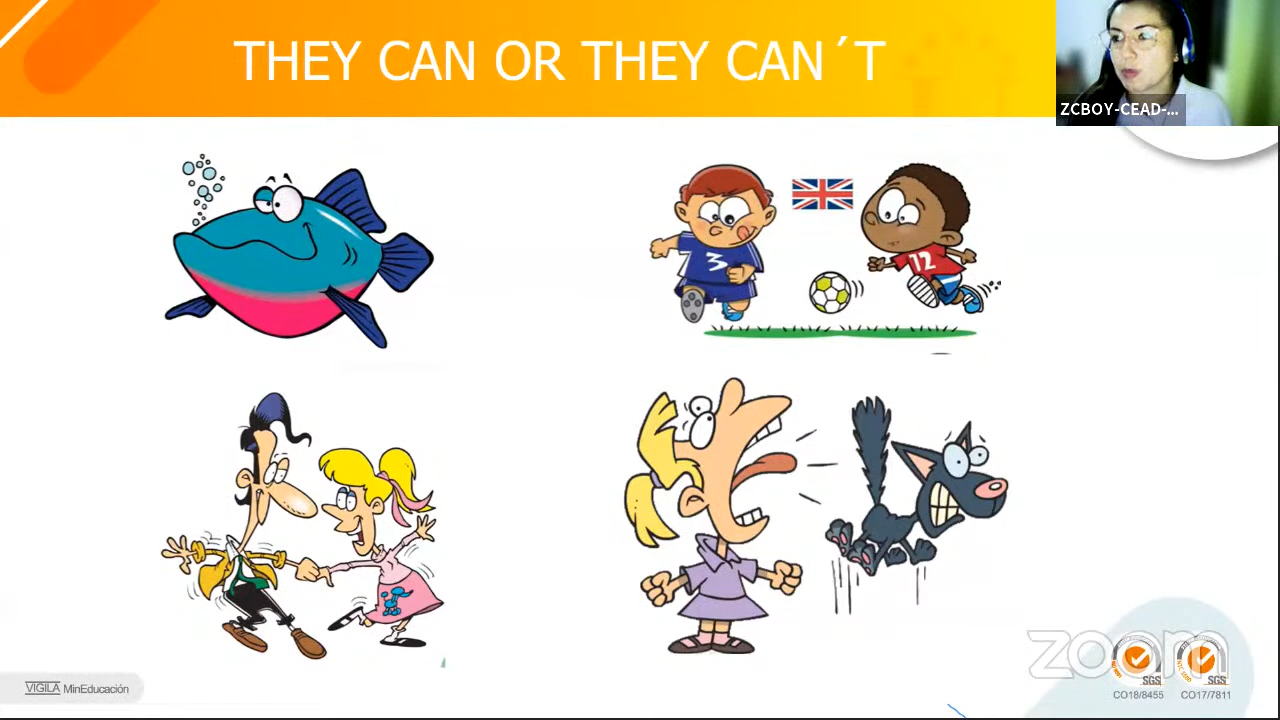 THEY CAN OR THEY CAN´T
ZCBOY-CEAD-...
3
12
zoom
SGS
SGS
CO18/8455
CO17/7811
VIGILA MinEducación